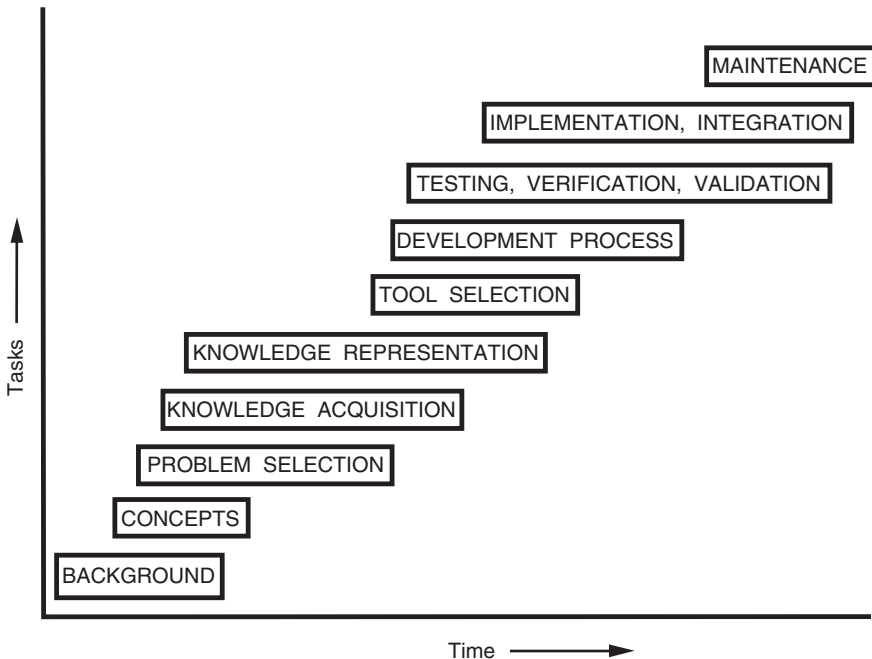 MAINTENANCE
IMPLEMENTATION, INTEGRATION
TESTING, VERIFICATION, VALIDATION
DEVELOPMENT PROCESS
TOOL SELECTION
KNOWLEDGE REPRESENTATION
KNOWLEDGE ACQUISITION
PROBLEM SELECTION
CONCEPTS
BACKGROUND
Tasks
Time